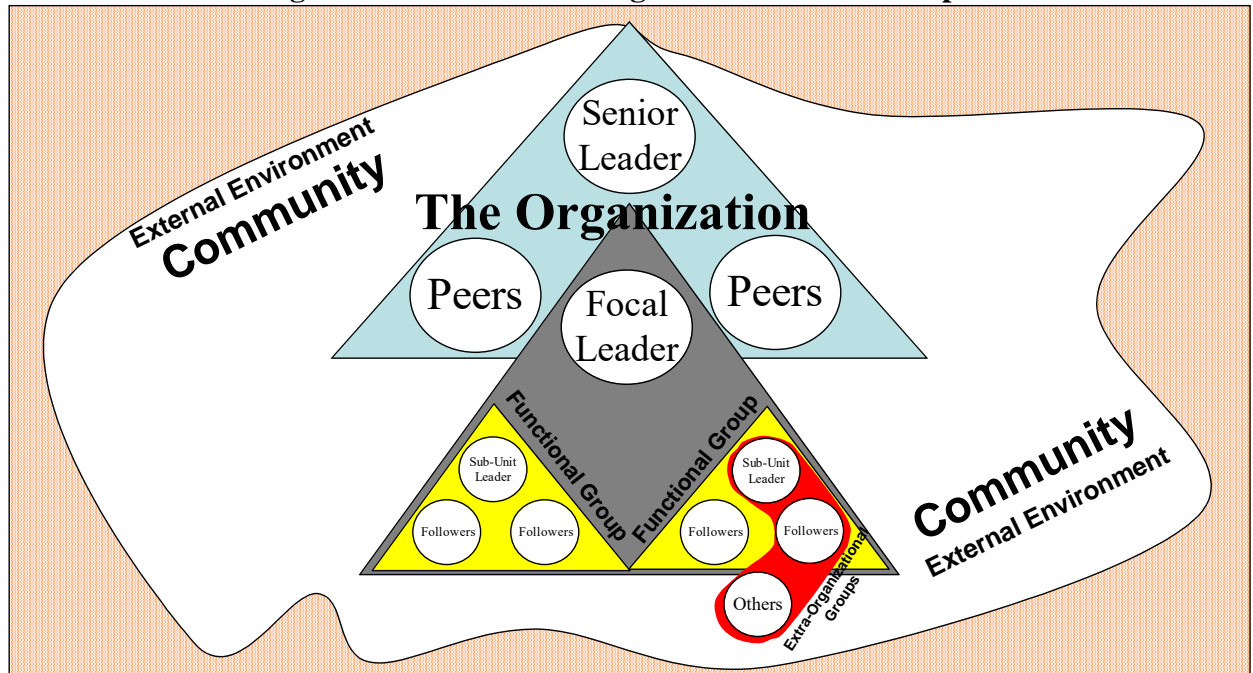 Senior
Leader
External Environment
Community
The Organization
Peers
Focal
Leader
Peers
Functional Group
Functional Group
Sub-Unit
Leader
Followers
Followers
Sub-Unit
Leader
Followers
Followers
Others
Extra-Organizational
Groups
Community
External Environment